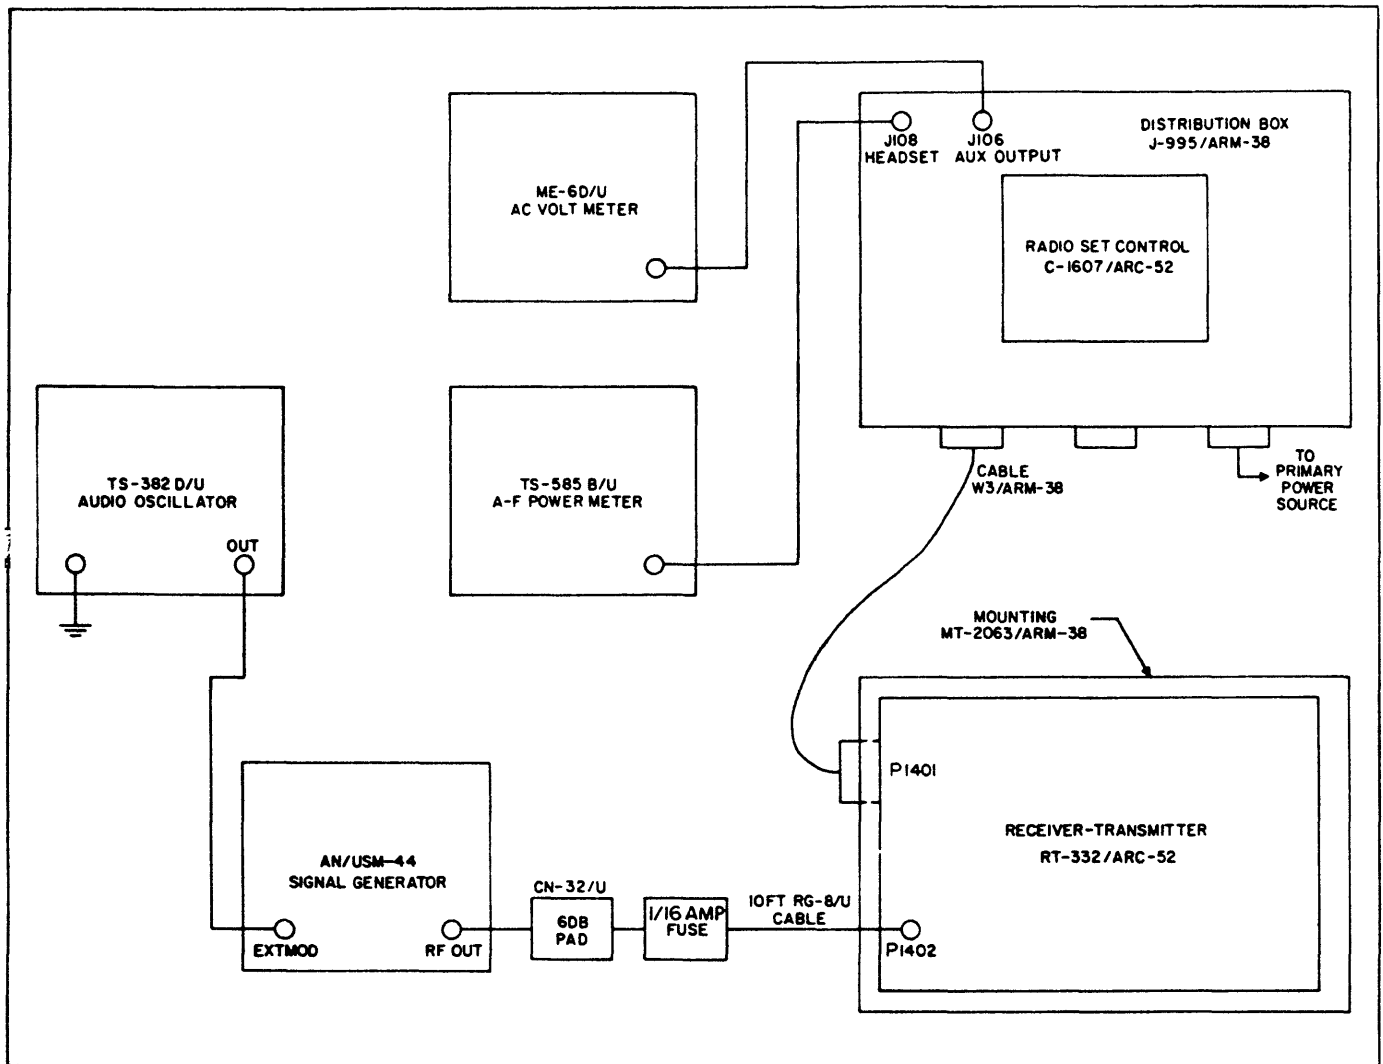 J108
HEADSET
J106
AUX OUTPUT
DISTRIBUTION BOX
J-995/ARM-38
ME-6D/U
AC VOLT METER
RADIO SET CONTROL
C-1607/ARC-52
TS-382 D/U
AUDIO OSCILLATOR
OUT
TS-585 B/U
A-F POWER METER
CABLE
W3/ARM-38
TO
PRIMARY
POWER
SOURCE
MOUNTING
MT-2063/ARM-38
P1401
RECEIVER-TRANSMITTER
RT-332/ARC-52
P1402
AN/USM-44
SIGNAL GENERATOR
EXTMOD
RF OUT
CN-32/U
6DB
PAD
1/16 AMP
FUSE
10FT RG-8/U
CABLE